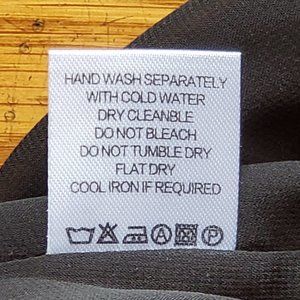 HAND WASH SEPARATELY
WITH COLD WATER
DRY CLEANBLE
DO NOT BLEACH
DO NOT TUMBLE DRY
FLAT DRY
COOL IRON IF REQUIRED
A P